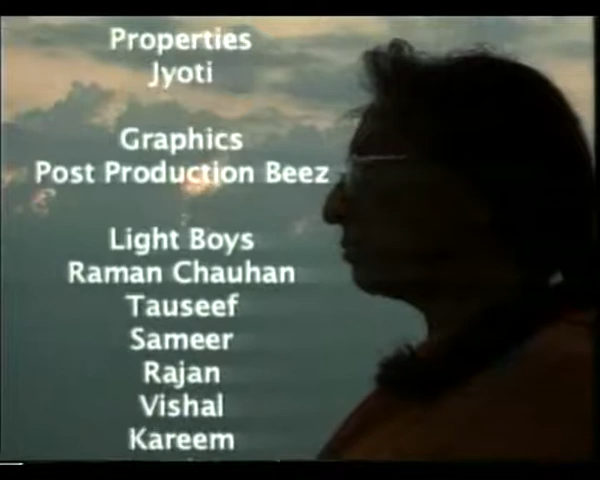 Properties
Jyoti
Graphics
Post Production Beez
Light Boys
Raman Chauhan
Tauseef
Sameer
Rajan
Vishal
Kareem